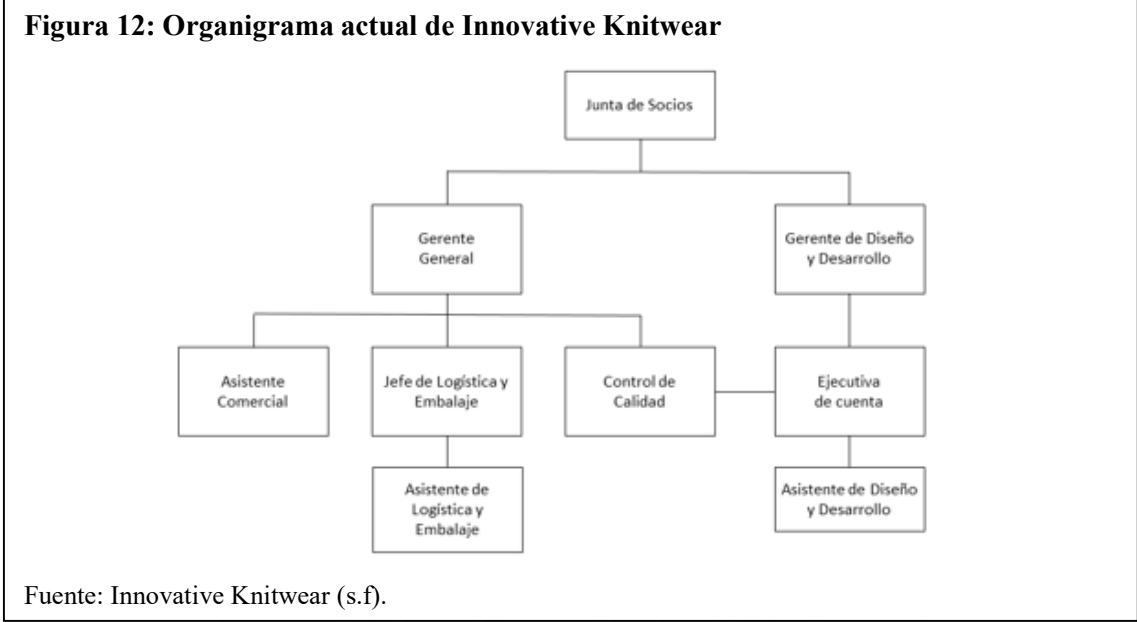 Figura 12: Organigrama actual de Innovative Knitwear
Junta de Socios
Gerente
General
Gerente de Diseño
y Desarrollo
Asistente
Comercial
Jefe de Logística y
Embalaje
Control de
Calidad
Ejecutiva
de cuenta
Asistente de
Logística y
Embalaje
Asistente de Diseño
y Desarrollo
Fuente: Innovative Knitwear (s.f).